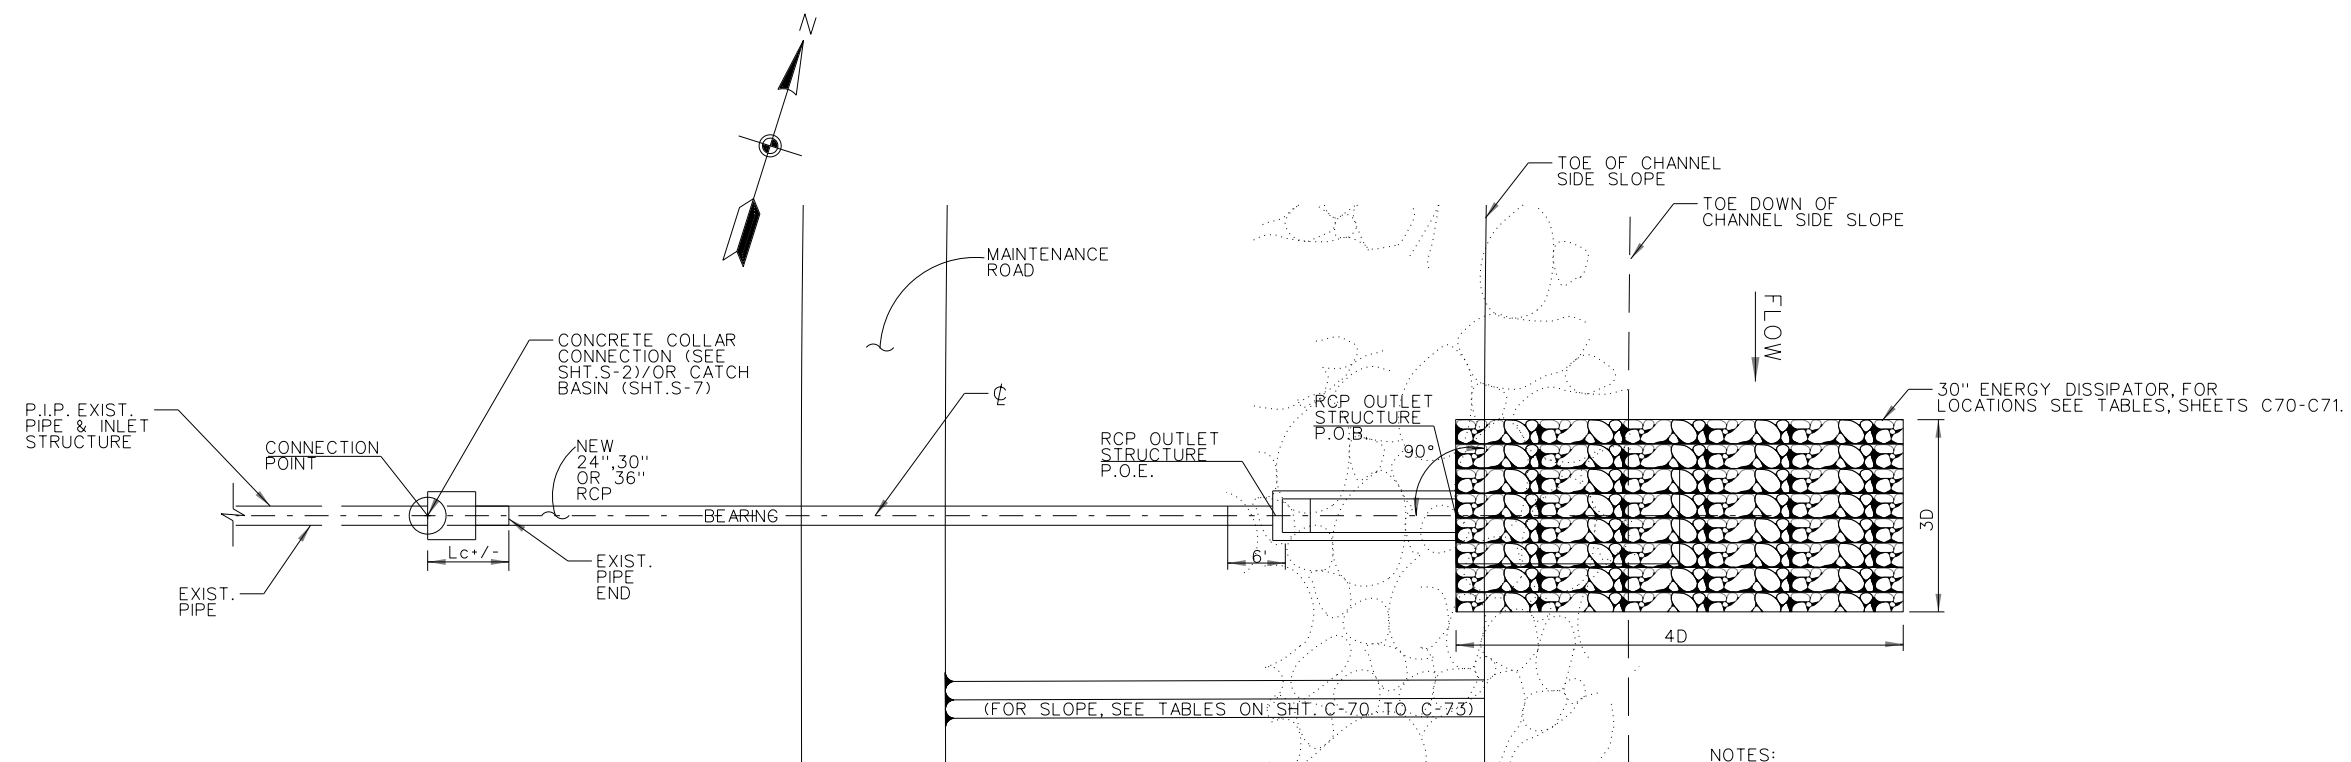 N
TOE OF CHANNEL
SIDE SLOPE
TOE DOWN OF
CHANNEL SIDE SLOPE
MAINTENANCE
ROAD
FLOW
CONCRETE COLLAR
CONNECTION (SEE
SHT.S-2)/OR CATCH
BASIN (SHT.S-7)
℄
30" ENERGY DISSIPATOR, FOR
LOCATIONS SEE TABLES, SHEETS C70-C71.
P.I.P. EXIST.
PIPE & INLET
STRUCTURE
CONNECTION
POINT
NEW
24",30"
OR 36"
RCP
RCP OUTLET
STRUCTURE
P.O.E.
RCP OUTLET
STRUCTURE
P.O.B.
90°
BEARING
3D
Lc+/-
EXIST.
PIPE
END
6'
EXIST.
PIPE
4D
(FOR SLOPE, SEE TABLES ON SHT. C-70 TO C-73)
NOTES: